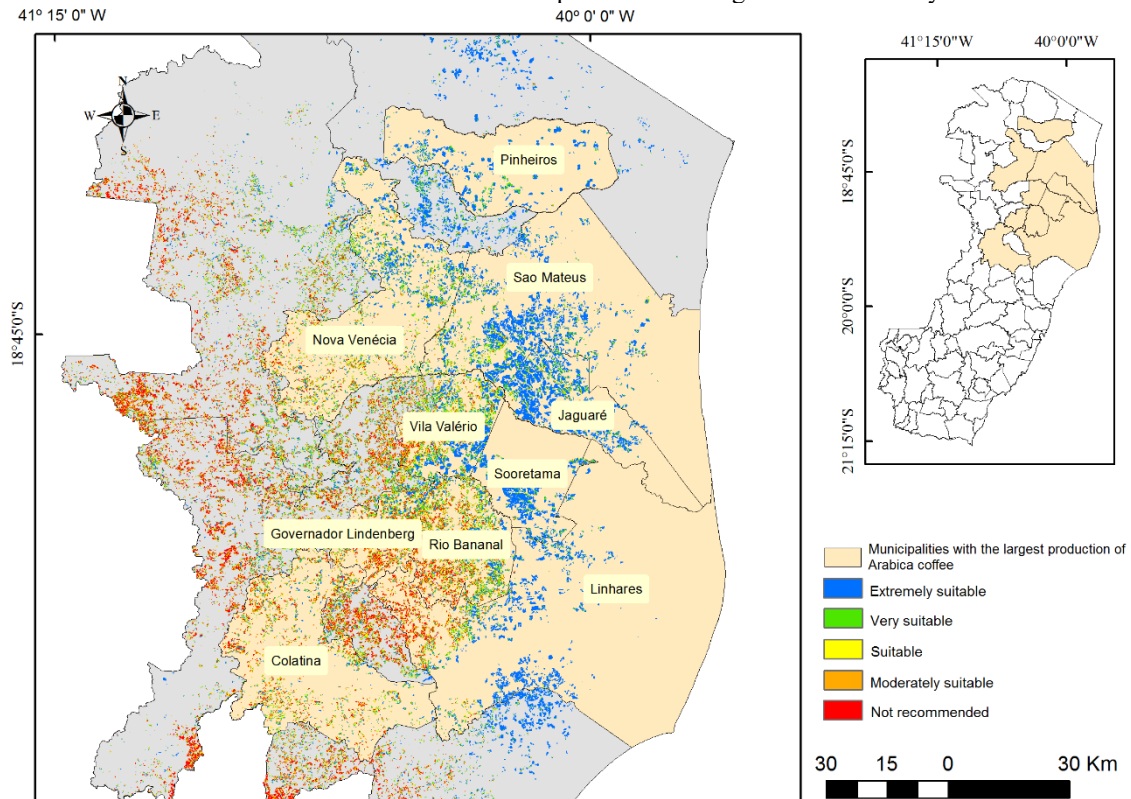 41° 15' 0" W
40° 0' 0" W
N
W
E
S
18°45'0"S
Pinheiros
Sao Mateus
Nova Venécia
Jaguaré
Vila Valério
Sooretama
Governador Lindenberg
Rio Bananal
Linhares
Colatina
41°15'0"W
40°0'0"W
18°45'0"S
20°0'0"S
21°15'0"S
Municipalities with the largest production of
Arabica coffee
Extremely suitable
Very suitable
Suitable
Moderately suitable
Not recommended
30 15 0 30 Km